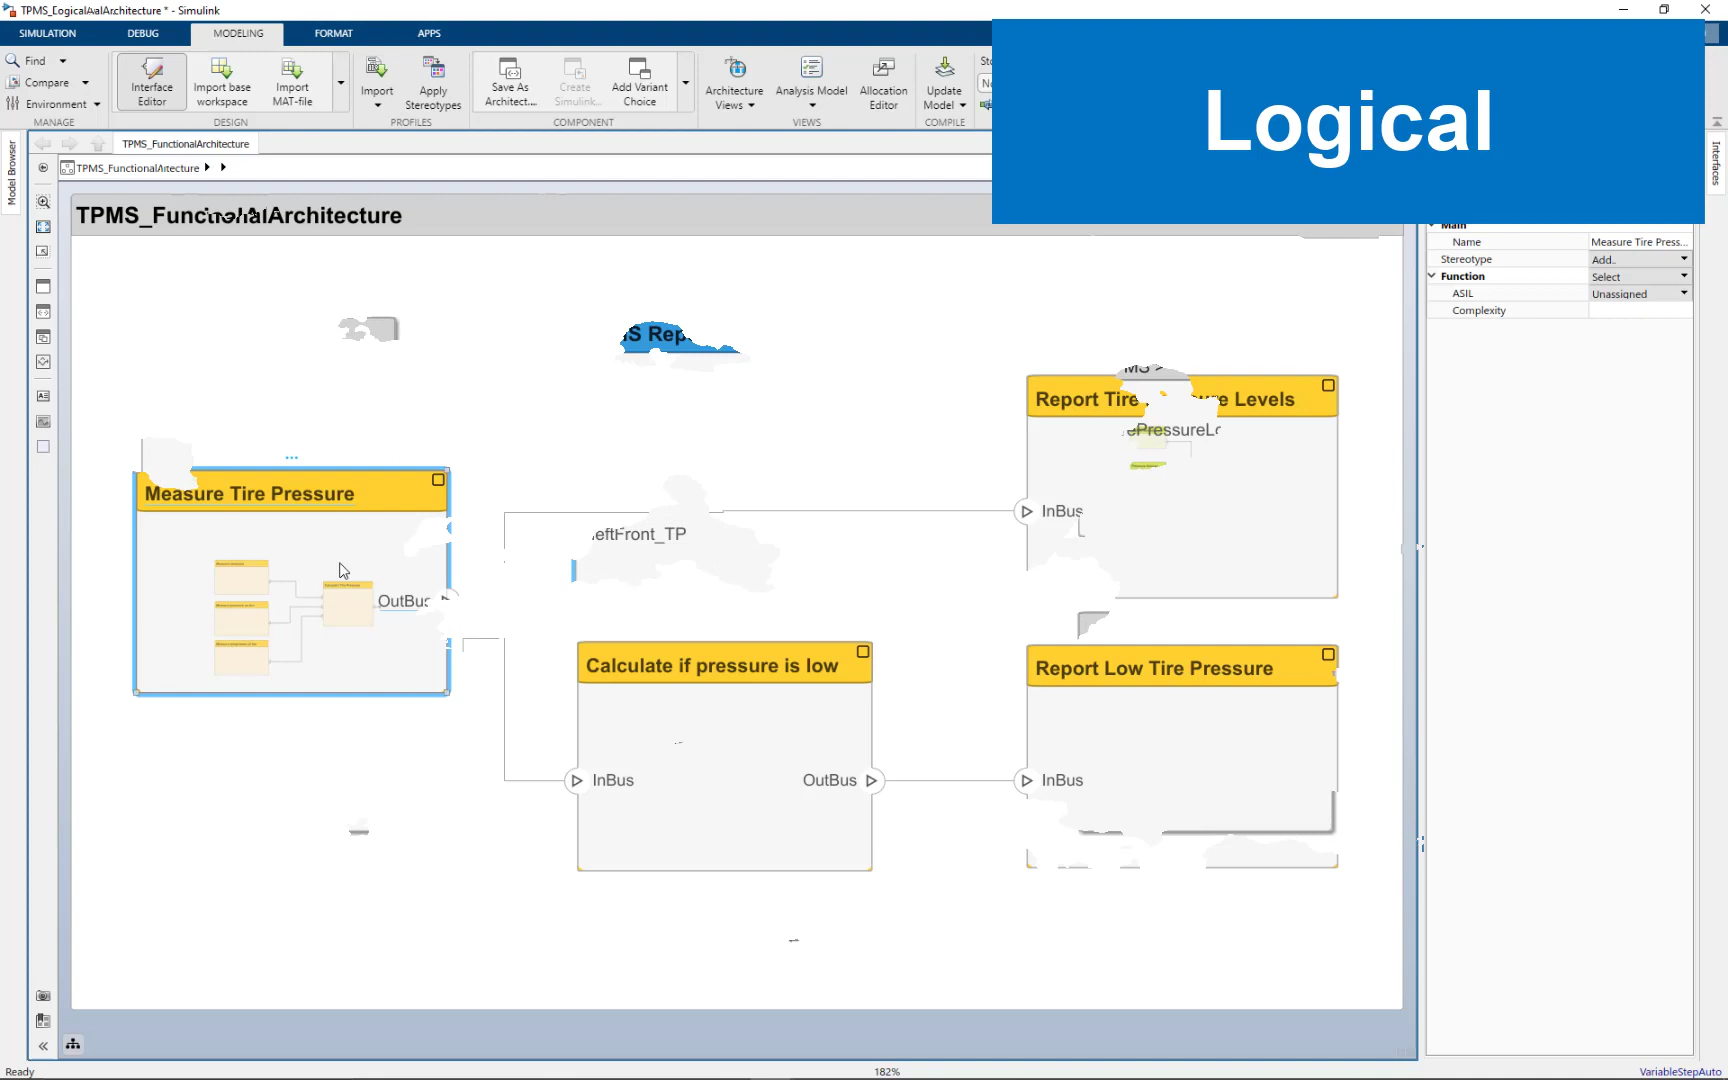 - Simulink
Logical
SIMULATION
DEBUG
MODELING
FORMAT
APPS
Find
Compare
Environment
MANAGE
Interface
Editor
Import base
workspace
Import
MAT-file
DESIGN
Import
Apply
Stereotypes
PROFILES
Save As
Architect...
Create
Simulink...
Add Variant
Choice
COMPONENT
Architecture
Views
Analysis Model
Allocation
Editor
VIEWS
Update
Model
COMPILE
Model Browser
TPMS_FunctionalArchitecture
Interfaces
Main
Name
Measure Tire Press...
Stereotype
Add..
Function
Select
ASIL
Unassigned
Complexity
S Rep
MS >
Report Tire
Levels
ePressureL
InBus
Measure Tire Pressure
OutBus
eftFront_TP
Calculate if pressure is low
InBus
OutBus
Report Low Tire Pressure
InBus
Ready
182%
VariableStepAuto